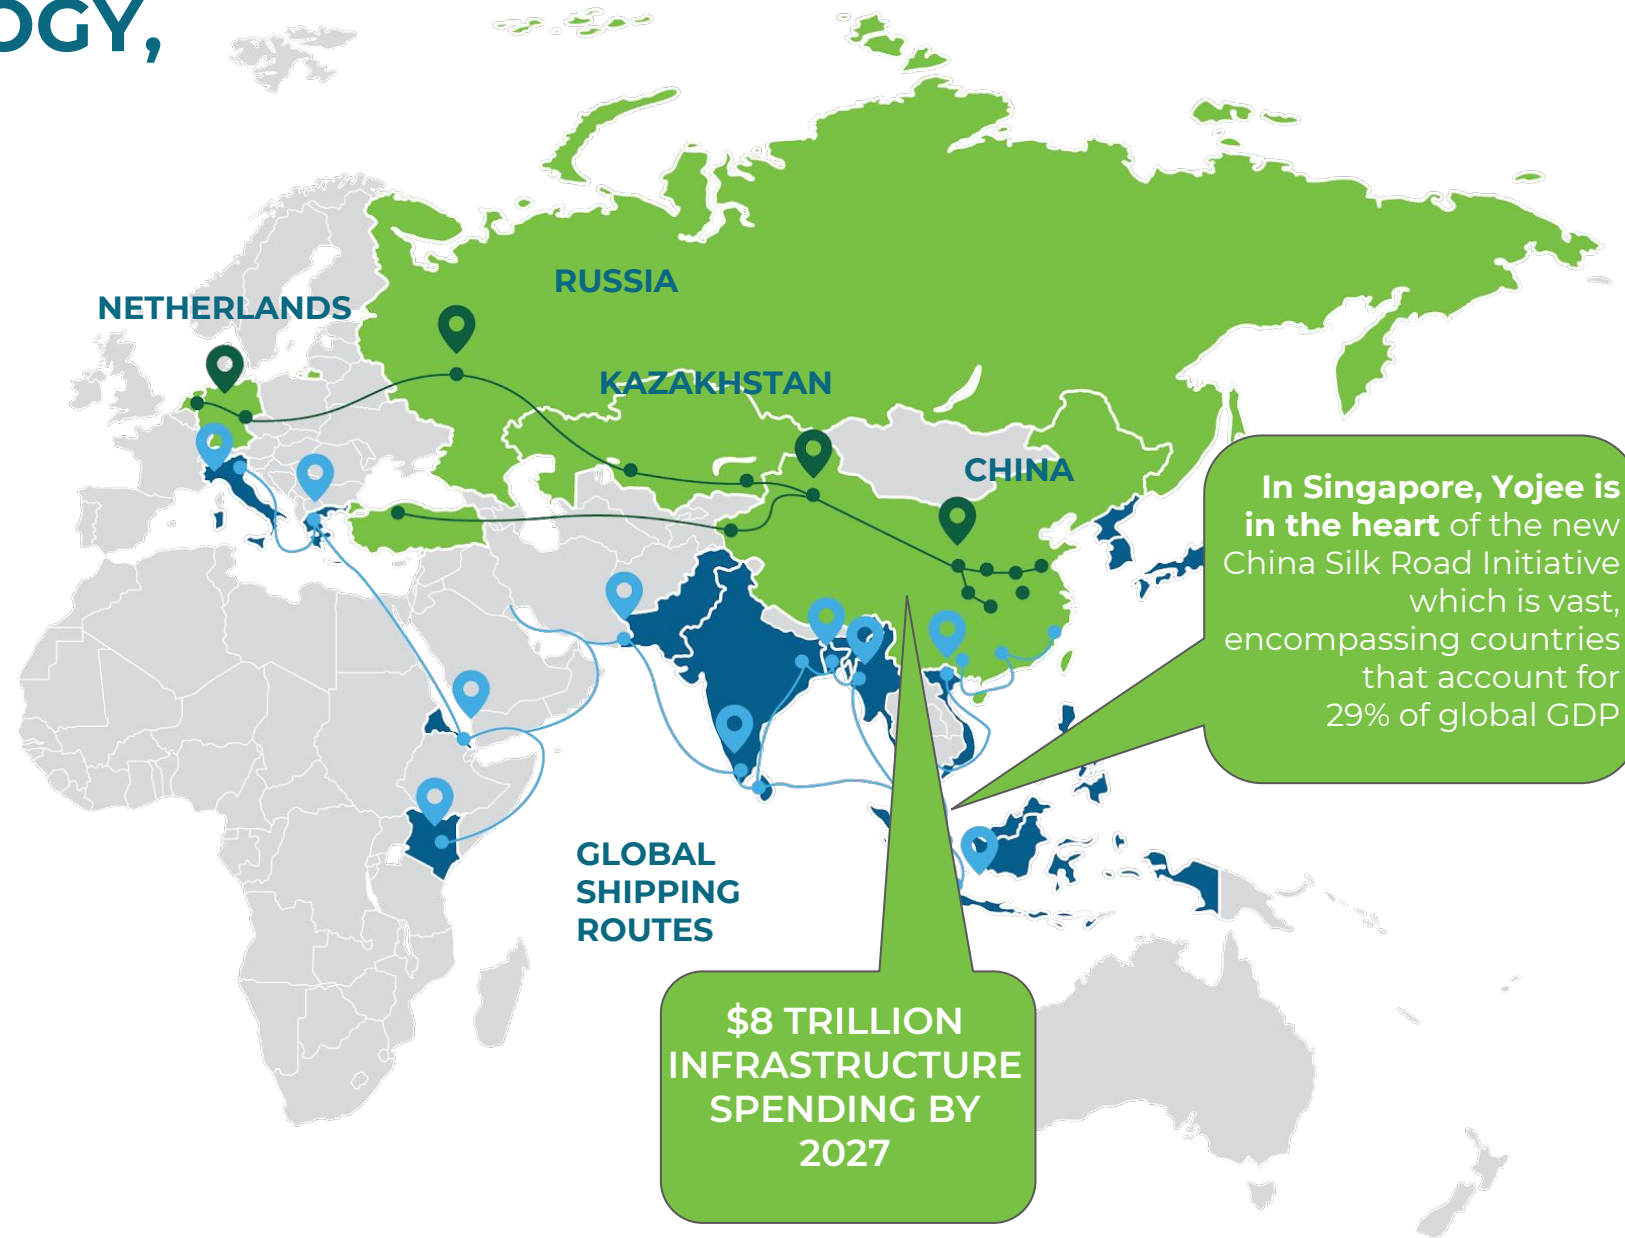 OGY,
NETHERLANDS
RUSSIA
KAZAKHSTAN
CHINA
In Singapore, Yojee is
in the heart of the new
China Silk Road Initiative
which is vast,
encompassing countries
that account for
29% of global GDP
GLOBAL
SHIPPING
ROUTES
$8 TRILLION
INFRASTRUCTURE
SPENDING BY
2027